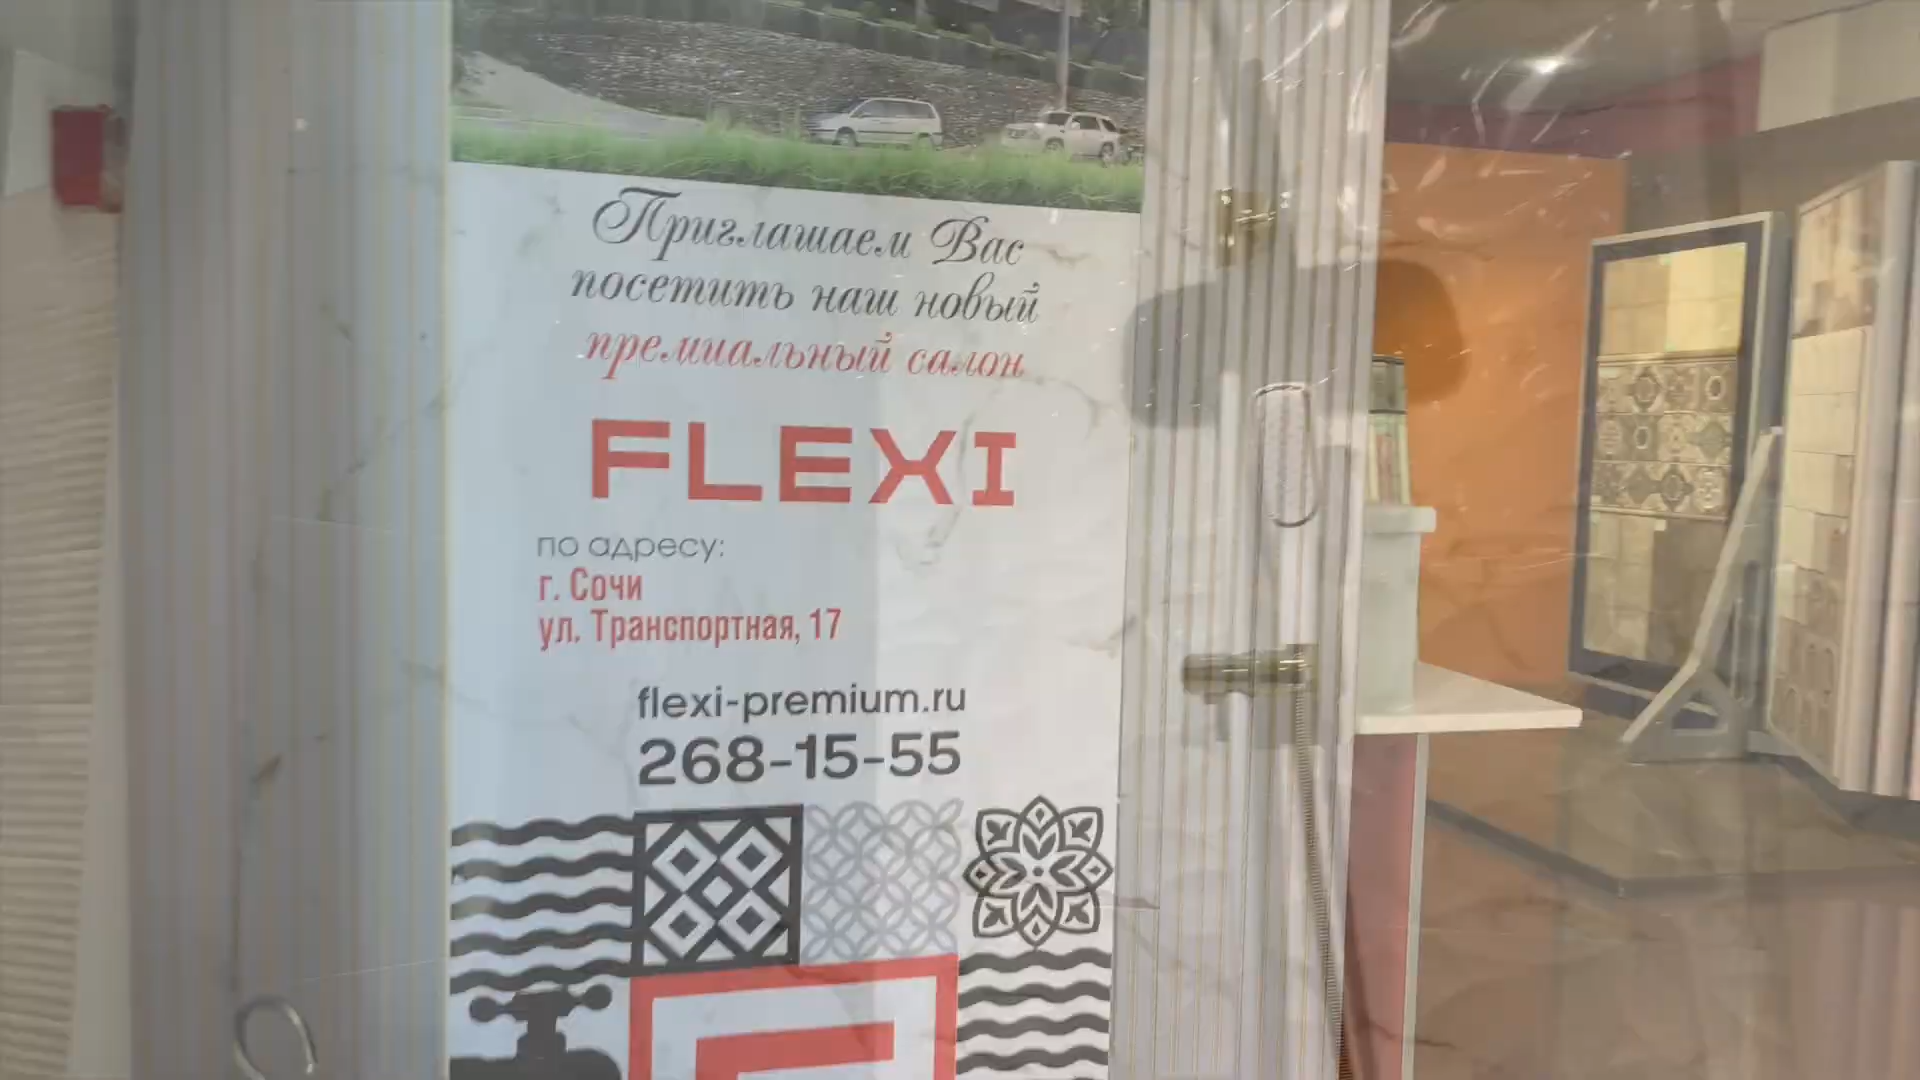 Приглашаем Вас
посетить наш новый
премиальный салон
FLEXI
по адресу:
г. Сочи
ул. Транспортная, 17
flexi-premium.ru
268-15-55